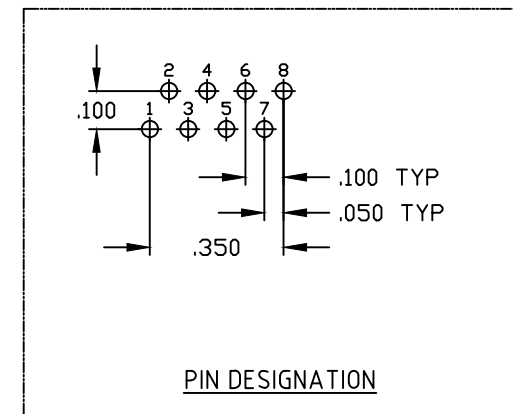 2 4 6 8
.100
1 3 5 7
.100 TYP
.050 TYP
.350
PIN DESIGNATION